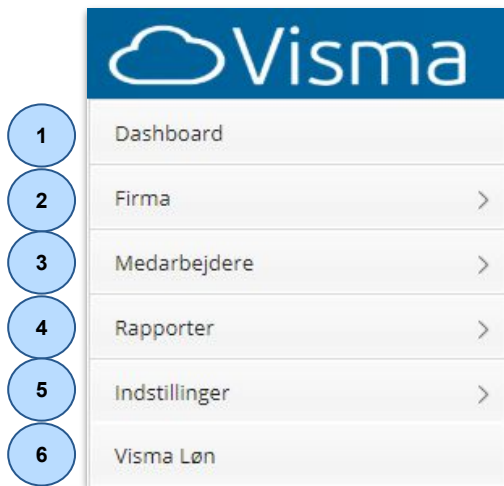 Visma
1 Dashboard
2 Firma
3 Medarbejdere
4 Rapporter
5 Indstillinger
6 Visma Løn